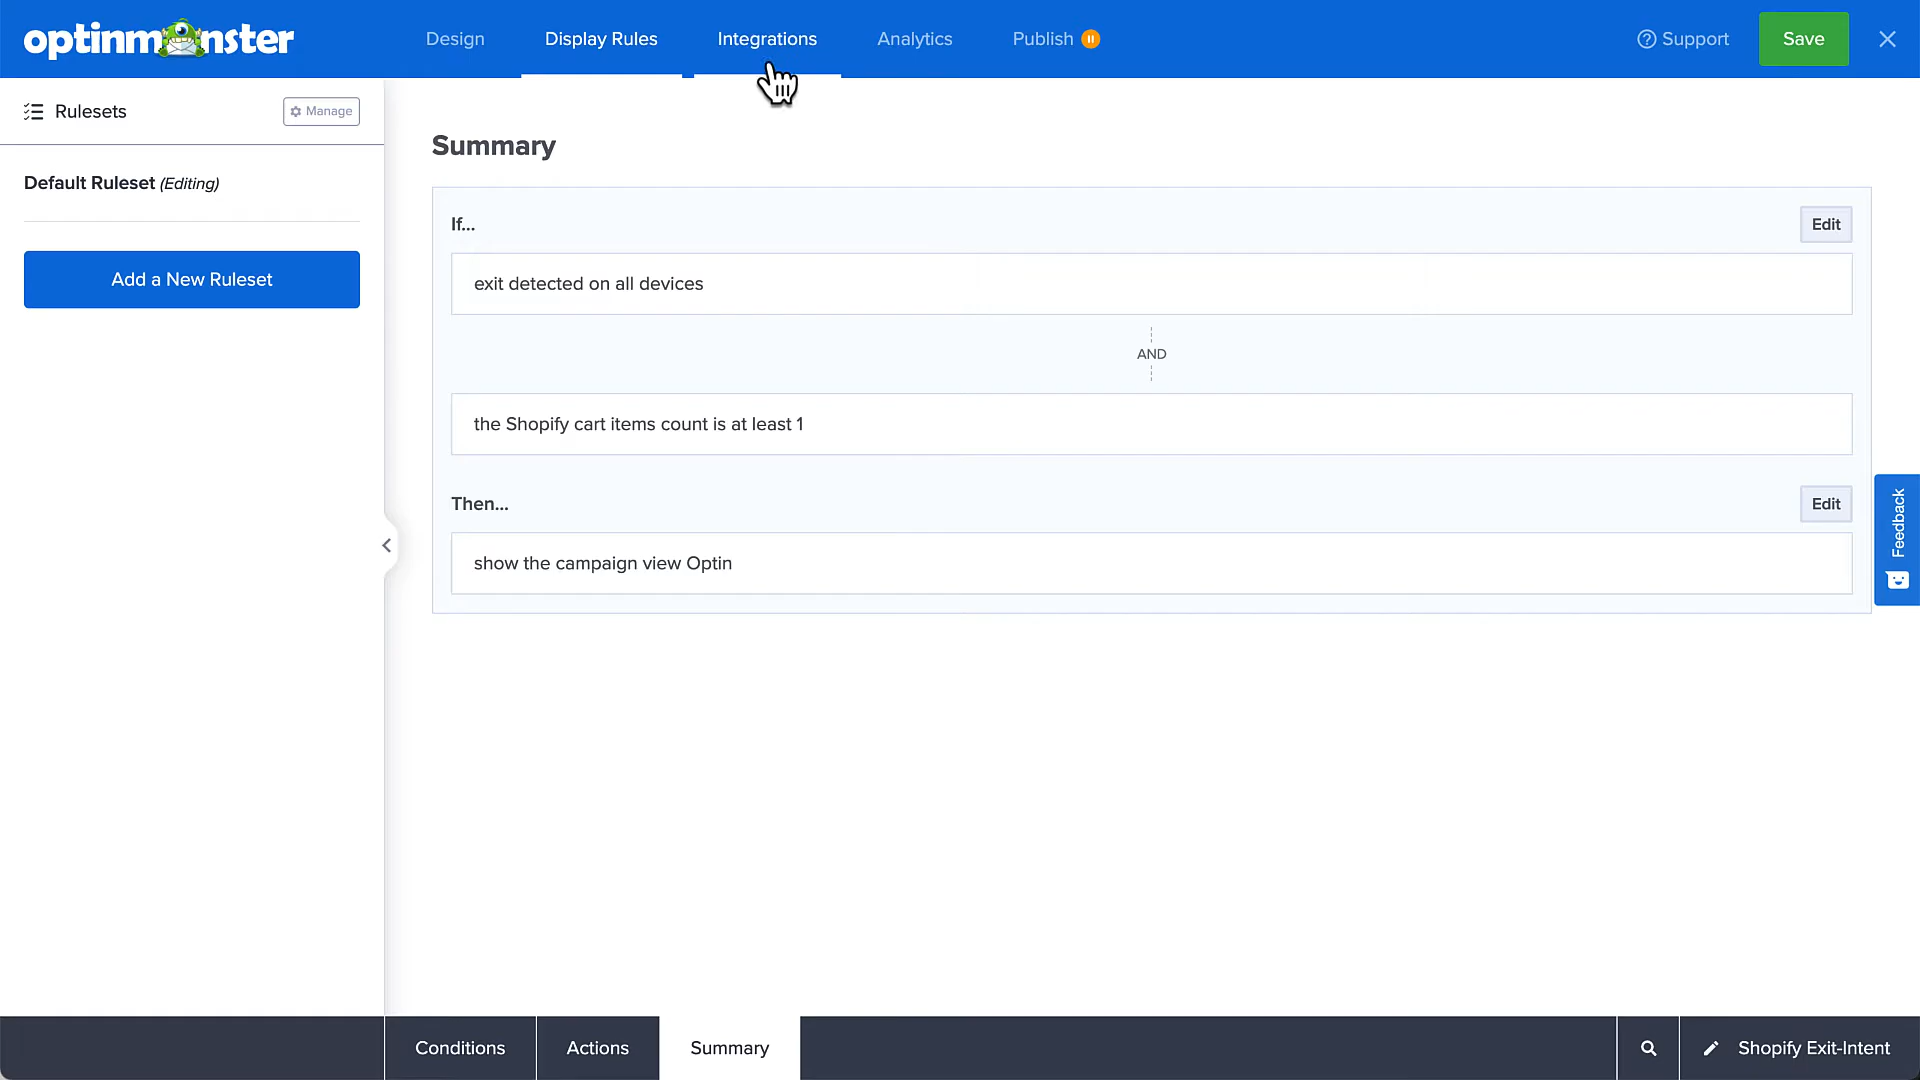 optinmonster
Design
Display Rules
Integrations
Analytics
Publish
Support
Save
Rulesets
Manage
Default Ruleset (Editing)
Add a New Ruleset
Summary
If...
Edit
exit detected on all devices
AND
the Shopify cart items count is at least 1
Then...
Edit
show the campaign view Optin
Feedback
Conditions
Actions
Summary
Shopify Exit-Intent